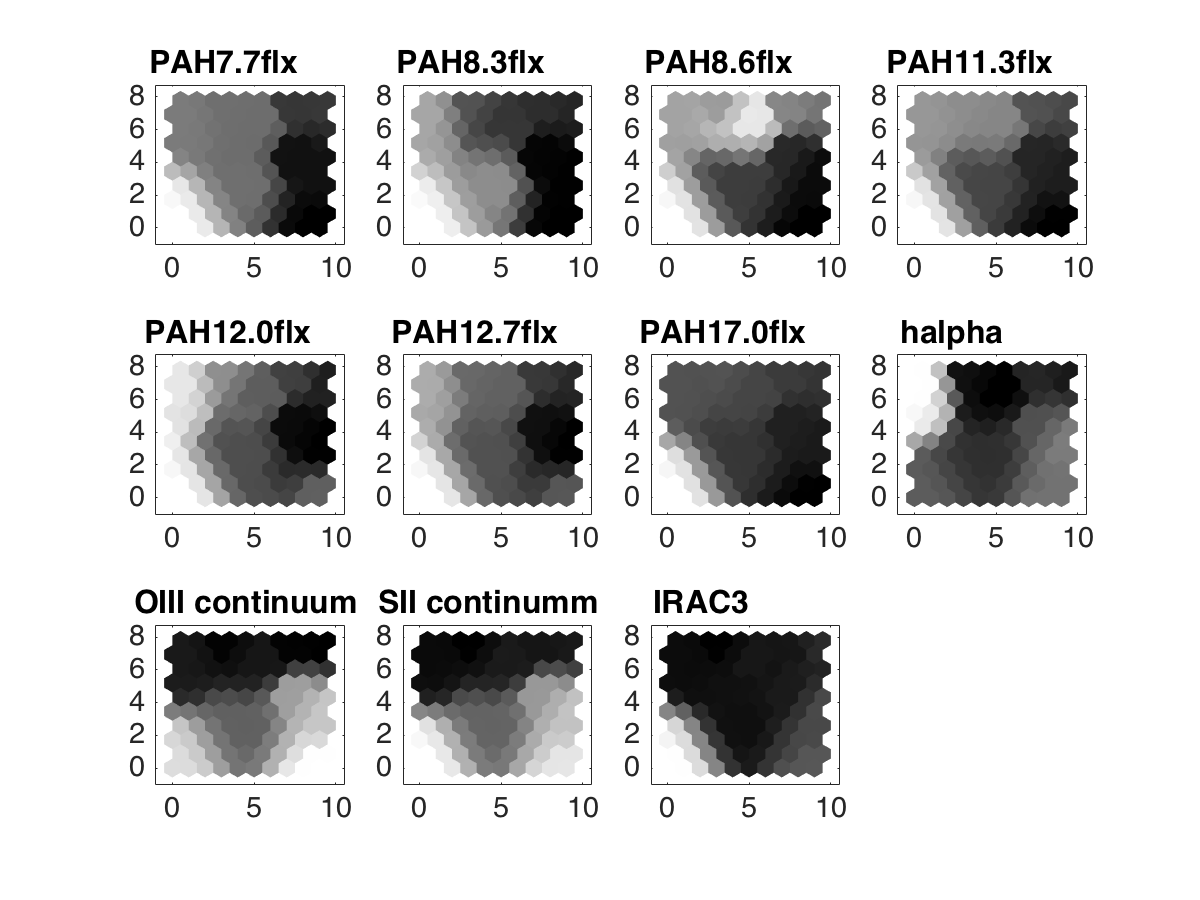 PAH7.7flx PAH8.3flx PAH8.6flx PAH11.3flx
8 8 8 8
6 6 6 6
4 4 4 4
2 2 2 2
0 0 0 0
0 5 10 0 5 10 0 5 10 0 5 10
PAH12.0flx PAH12.7flx PAH17.0flx halpha
8 8 8 8
6 6 6 6
4 4 4 4
2 2 2 2
0 0 0 0
0 5 10 0 5 10 0 5 10 0 5 10
OIII continuum SII continumm IRAC3
8 8 8
6 6 6
4 4 4
2 2 2
0 0 0
0 5 10 0 5 10 0 5 10